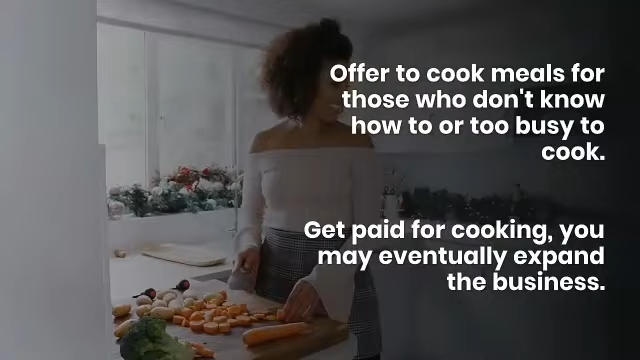 Offer to cook meals for
those who don't know
how to or too busy to
cook.
Get paid for cooking, you
may eventually expand
the business.